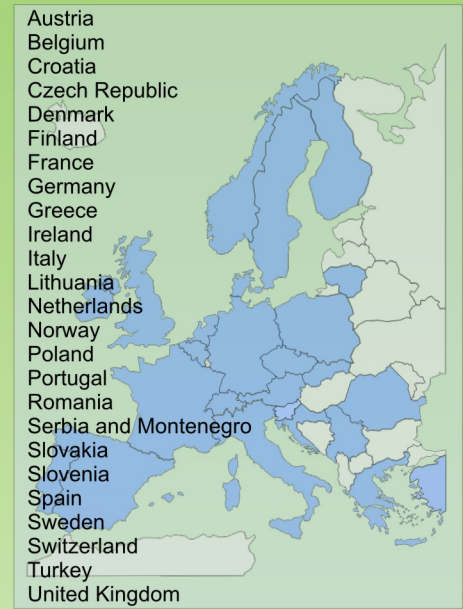 Austria
Belgium
Croatia
Czech Republic
Denmark
Finland
France
Germany
Greece
Ireland
Italy
Lithuania
Netherlands
Norway
Poland
Portugal
Romania
Serbia and Montenegro
Slovakia
Slovenia
Spain
Sweden
Switzerland
Turkey
United Kingdom